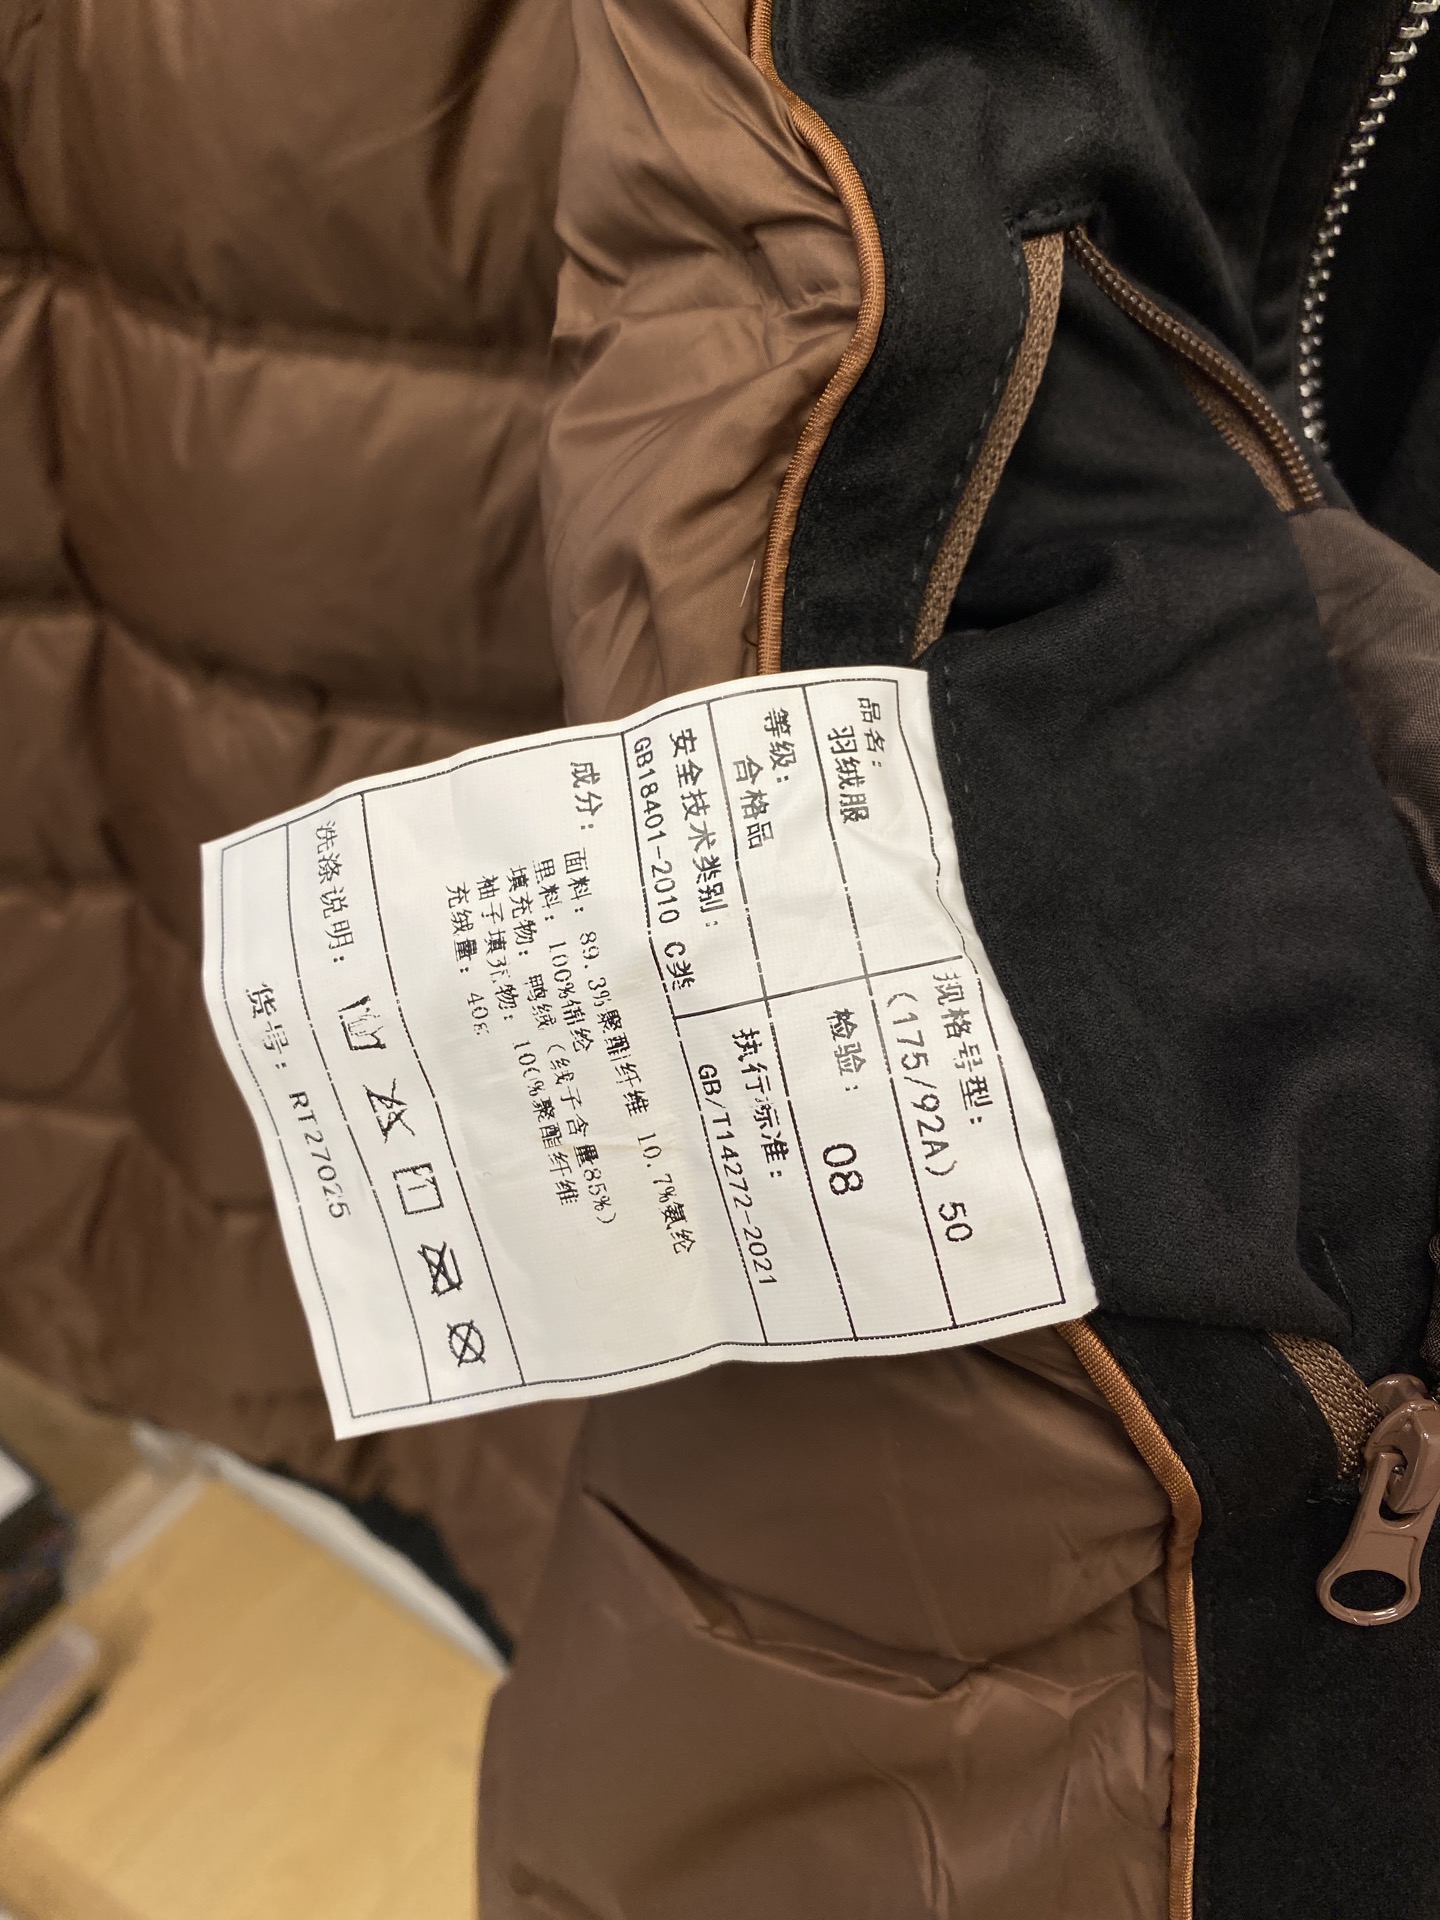 品名：
羽绒服
规格号型：
(175/92A) 50
等级：
合格品
检验：
08
安全技术类别：
GB18401-2010 C类
执行标准：
GB/T14272-2021
成分：
面料：89.3%聚酯纤维 10.7%氨纶
里料：100%锦纶
填充物：鸭绒（绒子含量85%）
袖子填充物：100%聚酯纤维
充绒量：40g
洗涤说明：
货号：RT27025